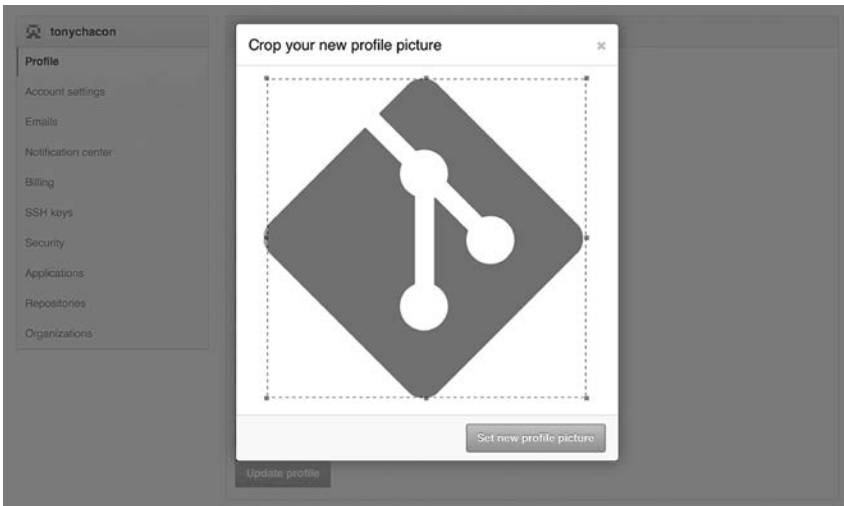 tonychacon
Profile
Account settings
Emails
Notification center
Billing
SSH keys
Security
Applications
Repositories
Organizations
Crop your new profile picture
×
Set new profile picture
Update profile